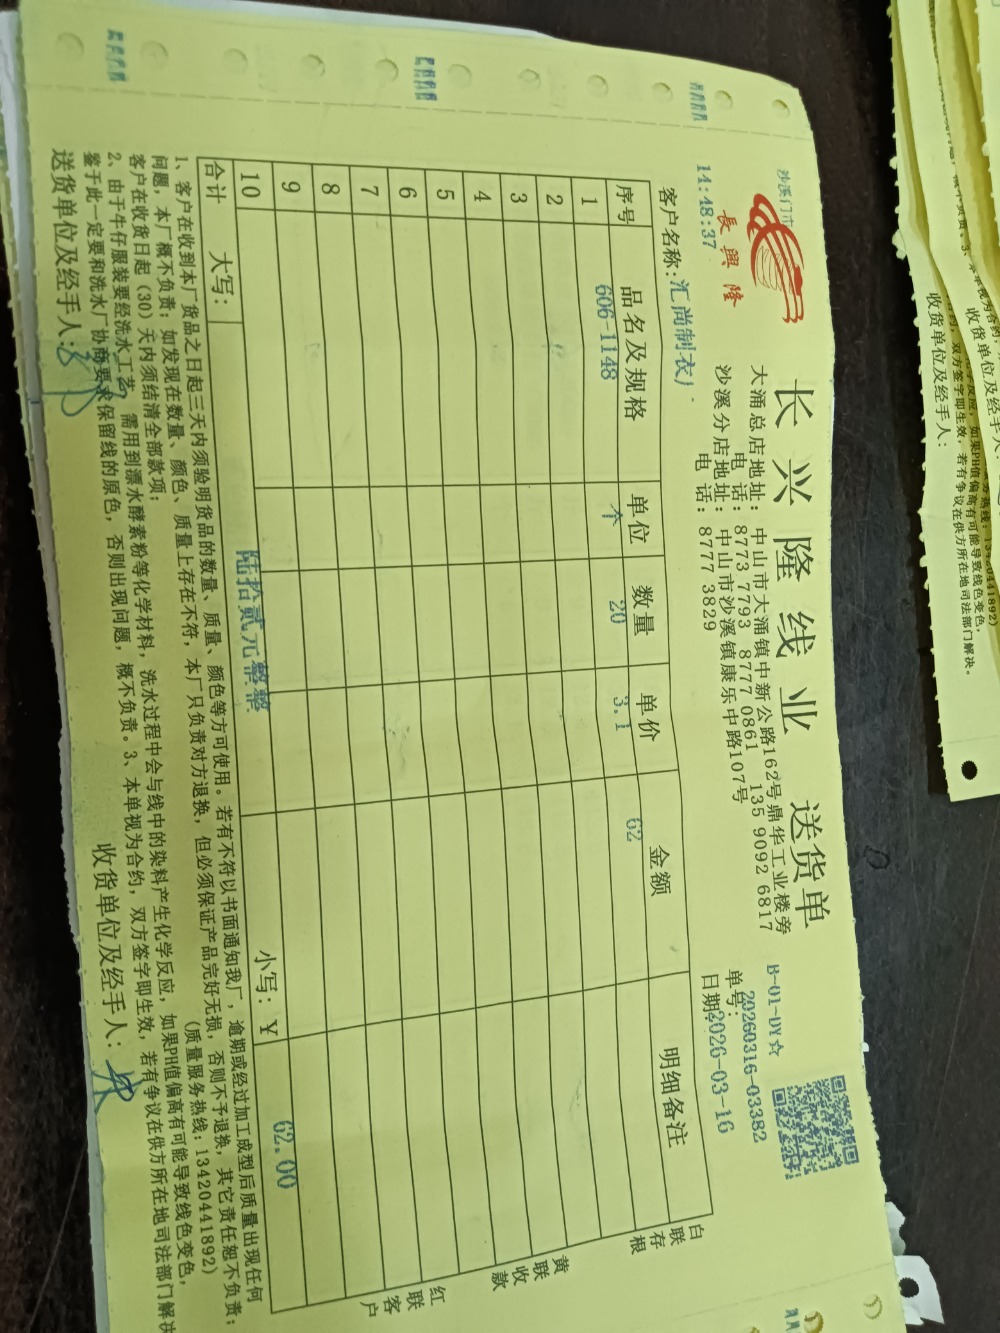 沙溪门市
長興隆
14:48:37
长兴隆线业 送货单
大涌总店地址: 中山市大涌镇中新公路162号鼎华工业楼旁
电话: 8773 7793 8777 0861 135 9092 6817
沙溪分店地址: 中山市沙溪镇康乐中路107号
电话: 8777 3829
B-01-DY☆
单号: 20260316-03382
日期: 2026-03-16
客户名称: 汇尚制衣厂
序号 品名及规格 单位 数量 单价 金额 明细备注
1 606-1148 个 20 3.1 62
2
3
4
5
6
7
8
9
10
合计 大写: 陆拾贰元整整 小写: ¥ 62.00
1、客户在收到本厂货品之日起三天内须验明货品的数量、质量、颜色等方可使用。若有不符以书面通知我厂，逾期或经过加工成型后质量出现任何
问题，本厂概不负责；如发现在数量、颜色、质量上存在不符，本厂只负责对方退换，但必须保证产品完好无损，否则不予退换，其它责任恕不负责；
客户在收货日起（30）天内须结清全部款项； (质量服务热线: 13420441892)
2、由于牛仔服装要经洗水工艺，需用到漂水酵素粉等化学材料，洗水过程中会与线中的染料产生化学反应，如果PH值偏高有可能导致线色变色，
鉴于此一定要和洗水厂协商要求保留线的原色，否则出现问题，概不负责。3、本单视为合约，双方签字即生效，若有争议在供方所在地司法部门解决
送货单位及经手人:
收货单位及经手人:
白联存根
黄联收款
红联客户
收货单位及经手人:
收货单位及经手人: